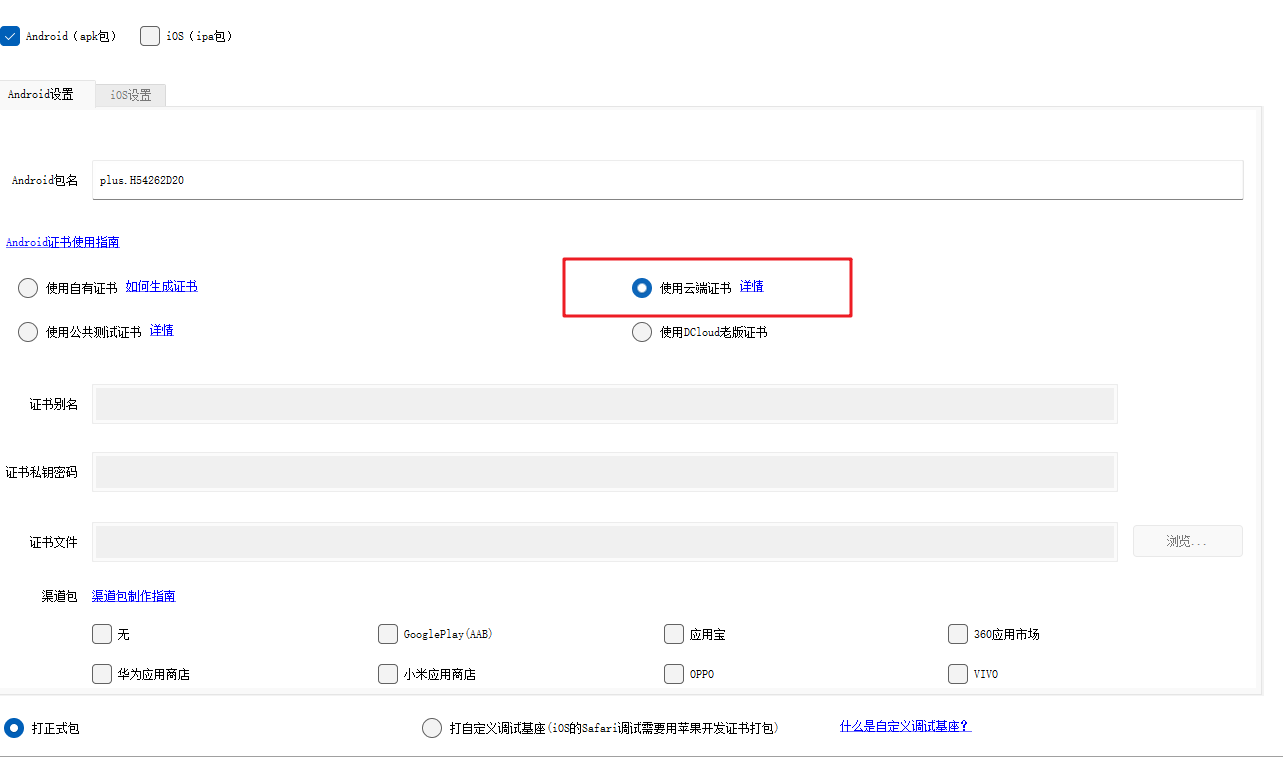 Android（apk包） iOS（ipa包）
Android设置 iOS设置
Android包名 plus.H54262D20
Android证书使用指南
使用自有证书 如何生成证书 使用云端证书 详情
使用公共测试证书 详情 使用DCloud老版证书
证书别名
证书私钥密码
证书文件 浏览...
渠道包 渠道包制作指南
无 GooglePlay(AAB) 应用宝 360应用市场
华为应用商店 小米应用商店 OPPO VIVO
打正式包 打自定义调试基座(iOS的Safari调试需要用苹果开发证书打包) 什么是自定义调试基座？